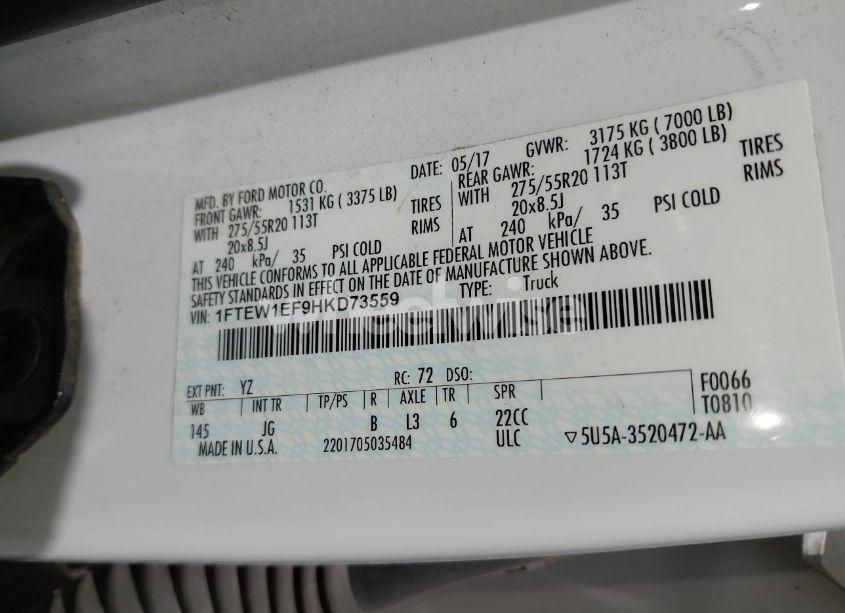 MFD. BY FORD MOTOR CO.
DATE: 05/17 GVWR: 3175 KG ( 7000 LB)
FRONT GAWR: 1531 KG ( 3375 LB) REAR GAWR: 1724 KG ( 3800 LB)
WITH 275/55R20 113T TIRES WITH 275/55R20 113T TIRES
20x8.5J RIMS 20x8.5J RIMS
AT 240 kPa/ 35 PSI COLD AT 240 kPa/ 35 PSI COLD
THIS VEHICLE CONFORMS TO ALL APPLICABLE FEDERAL MOTOR VEHICLE
SAFETY STANDARDS IN EFFECT ON THE DATE OF MANUFACTURE SHOWN ABOVE.
VIN: 1FTEW1EF9HKD73559 TYPE: Truck
wheelwise
EXT PNT: YZ RC: 72 DSO:
WB INT TR TP/PS R AXLE TR SPR F0066
145 JG B L3 6 22CC T0810
MADE IN U.S.A. 2201705035484 ULC ▽5U5A-3520472-AA